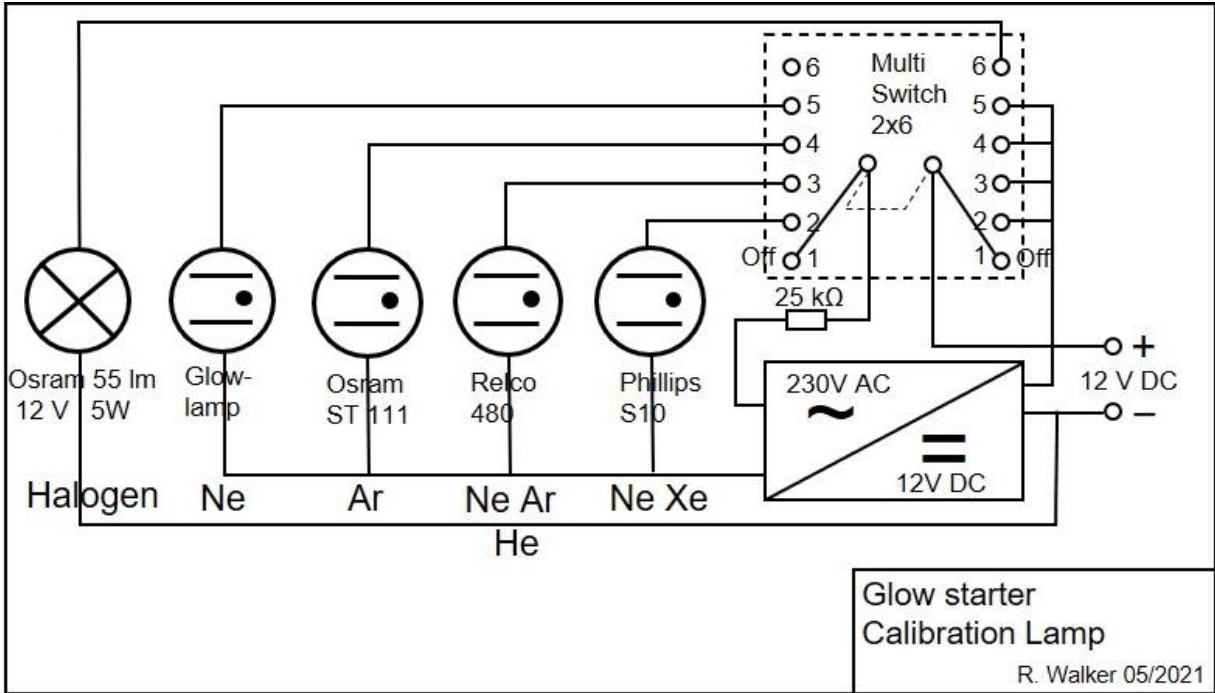 6 Multi 6
5 Switch 5
2x6
4 4
3 3
2 2
Off 1 1 Off
25 kΩ
+
12 V DC
−
230V AC
~
=
12V DC
Osram 55 lm
12 V 5W
Glow-
lamp
Osram
ST 111
Relco
480
Phillips
S10
Halogen Ne Ar Ne Ar Ne Xe
He
Glow starter
Calibration Lamp
R. Walker 05/2021